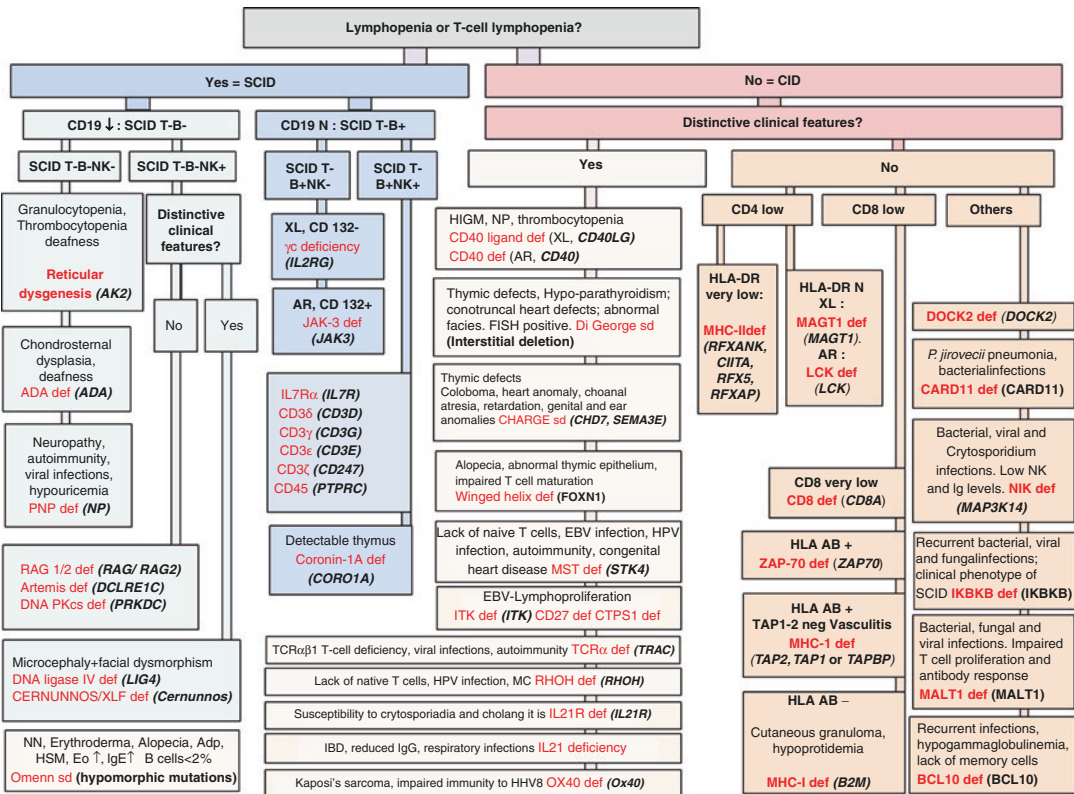 Lymphopenia or T-cell lymphopenia?
Yes = SCID
No = CID
CD19 ↓ : SCID T-B-
CD19 N : SCID T-B+
Distinctive clinical features?
SCID T-B-NK-
SCID T-B-NK+
Granulocytopenia,
Thrombocytopenia
deafness
Reticular
dysgenesis (AK2)
Chondrosternal
dysplasia,
deafness
ADA def (ADA)
Neuropathy,
autoimmunity,
viral infections,
hypouricemia
PNP def (NP)
Distinctive
clinical
features?
No
Yes
RAG 1/2 def (RAG/ RAG2)
Artemis def (DCLRE1C)
DNA PKcs (PRKDC)
Microcephaly+facial dysmorphism
DNA ligase IV def (LIG4)
CERNUNNOS/XLF def (Cernunnos)
NN, Erythroderma, Alopecia, Adp,
HSM, Eo ↑, IgE↑ B cells<2%
Omenn sd (hypomorphic mutations)
SCID T-
B+NK-
SCID T-
B+NK+
XL, CD 132-
γc deficiency
(IL2RG)
AR, CD 132+
JAK-3 def
(JAK3)
IL7Rα (IL7R)
CD3δ (CD3D)
CD3γ (CD3G)
CD3ε (CD3E)
CD3ζ (CD247)
CD45 (PTPRC)
Detectable thymus
Coronin-1A def
(CORO1A)
Yes
HIGM, NP, thrombocytopenia
CD40 ligand def (XL, CD40LG)
CD40 def (AR, CD40)
Thymic defects, Hypo-parathyroidism;
conotruncal heart defects; abnormal
facies. FISH positive. Di George sd
(Interstitial deletion)
Thymic defects
Coloboma, heart anomaly, choanal
atresia, retardation, genital and ear
anomalies CHARGE sd (CHD7, SEMA3E)
Alopecia, abnormal thymic epithelium,
impaired T cell maturation
Winged helix def (FOXN1)
Lack of naive T cells, EBV infection, HPV
infection, autoimmunity, congenital
heart disease MST def (STK4)
EBV-Lymphoproliferation
ITK def (ITK) CD27 def CTPS1 def
TCRαβ1 T-cell deficiency, viral infections, autoimmunity TCRα def (TRAC)
Lack of native T cells, HPV infection, MC RHOH def (RHOH)
Susceptibility to crytosporiadia and cholang it is IL21R def (IL21R)
IBD, reduced IgG, respiratory infections IL21 deficiency
Kaposi's sarcoma, impaired immunity to HHV8 OX40 def (Ox40)
No
CD4 low
CD8 low
Others
HLA-DR
very low:
MHC-IIdef
(RFXANK,
CIITA,
RFX5,
RFXAP)
HLA-DR N
XL :
MAGT1 def
(MAGT1).
AR :
LCK def
(LCK)
CD8 very low
CD8 def (CD8A)
HLA AB +
ZAP-70 def (ZAP70)
HLA AB +
TAP1-2 neg Vasculitis
MHC-1 def
(TAP2, TAP1 or TAPBP)
HLA AB –
Cutaneous granuloma,
hypoprotidemia
MHC-I def (B2M)
DOCK2 def (DOCK2)
P. jirovecii pneumonia,
bacterialinfections
CARD11 def (CARD11)
Bacterial, viral and
Crytosporidium
infections. Low NK
and Ig levels. NIK def
(MAP3K14)
Recurrent bacterial, viral
and fungalinfections;
clinical phenotype of
SCID IKBKB def (IKBKB)
Bacterial, fungal and
viral infections. Impaired
T cell proliferation and
antibody response
MALT1 def (MALT1)
Recurrent infections,
hypogammaglobulinemia,
lack of memory cells
BCL10 def (BCL10)